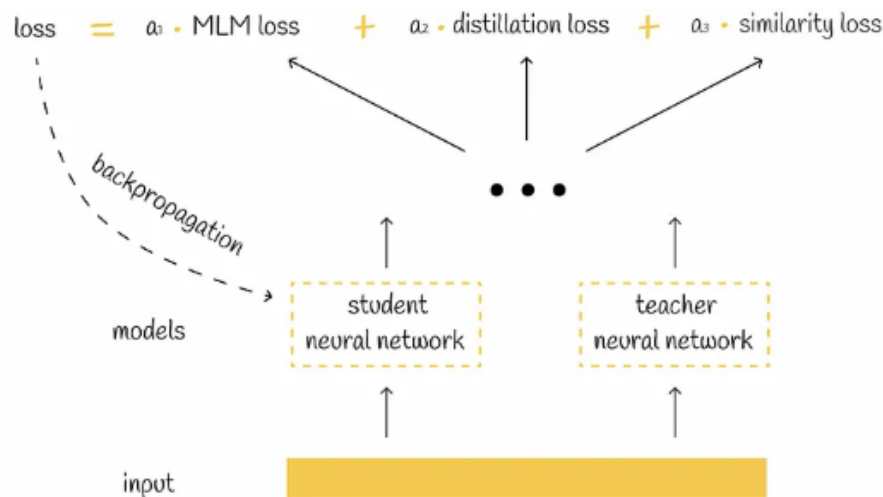 loss = a₁ · MLM loss + a₂ · distillation loss + a₃ · similarity loss
backpropagation
models
student
neural network
teacher
neural network
input